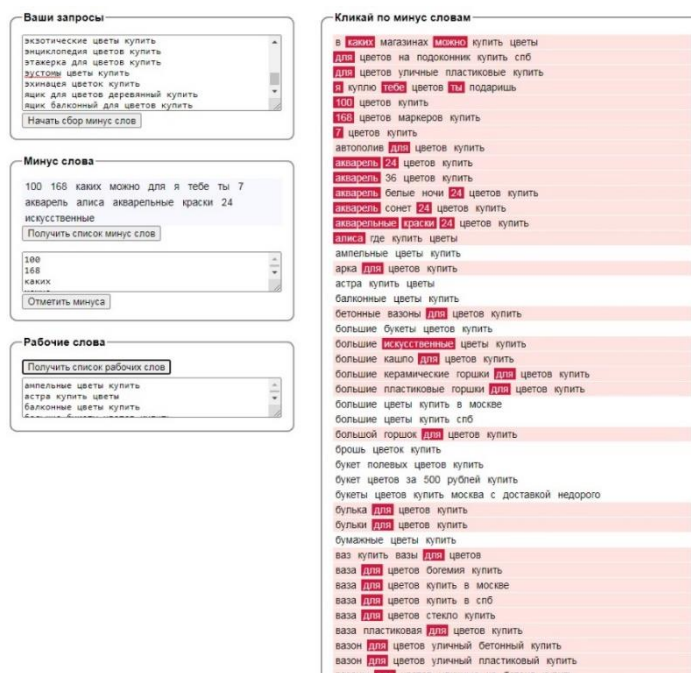 Ваши запросы
экзотические цветы купить
энциклопедия цветов купить
этажерка для цветов купить
эустомы цветы купить
эхинацея цветок купить
ящик для цветов деревянный купить
ящик балконный для цветов купить
Начать сбор минус слов
Минус слова
100 168 каких можно для я тебе ты 7
акварель алиса акварельные краски 24
искусственные
Получить список минус слов
100
168
каких
Отметить минуса
Рабочие слова
Получить список рабочих слов
ампельные цветы купить
астра купить цветы
балконные цветы купить
Кликай по минус словам
в каких магазинах можно купить цветы
для цветов на подоконник купить спб
для цветов уличные пластиковые купить
я куплю тебе цветов ты подаришь
100 цветов купить
168 цветов маркеров купить
7 цветов купить
автополив для цветов купить
акварель 24 цветов купить
акварель 36 цветов купить
акварель белые ночи 24 цветов купить
акварель сонет 24 цветов купить
акварельные краски 24 цветов купить
алиса где купить цветы
ампельные цветы купить
арка для цветов купить
астра купить цветы
балконные цветы купить
бетонные вазоны для цветов купить
большие букеты цветов купить
большие искусственные цветы купить
большие кашпо для цветов купить
большие керамические горшки для цветов купить
большие пластиковые горшки для цветов купить
большие цветы купить в москве
большие цветы купить спб
большой горшок для цветов купить
брошь цветок купить
букет полевых цветов купить
букет цветов за 500 рублей купить
букеты цветов купить москва с доставкой недорого
булька для цветов купить
бульки для цветов купить
бумажные цветы купить
ваз купить вазы для цветов
ваза для цветов богемия купить
ваза для цветов купить в москве
ваза для цветов купить в спб
ваза для цветов стекло купить
ваза пластиковая для цветов купить
вазон для цветов уличный бетонный купить
вазон для цветов уличный пластиковый купить